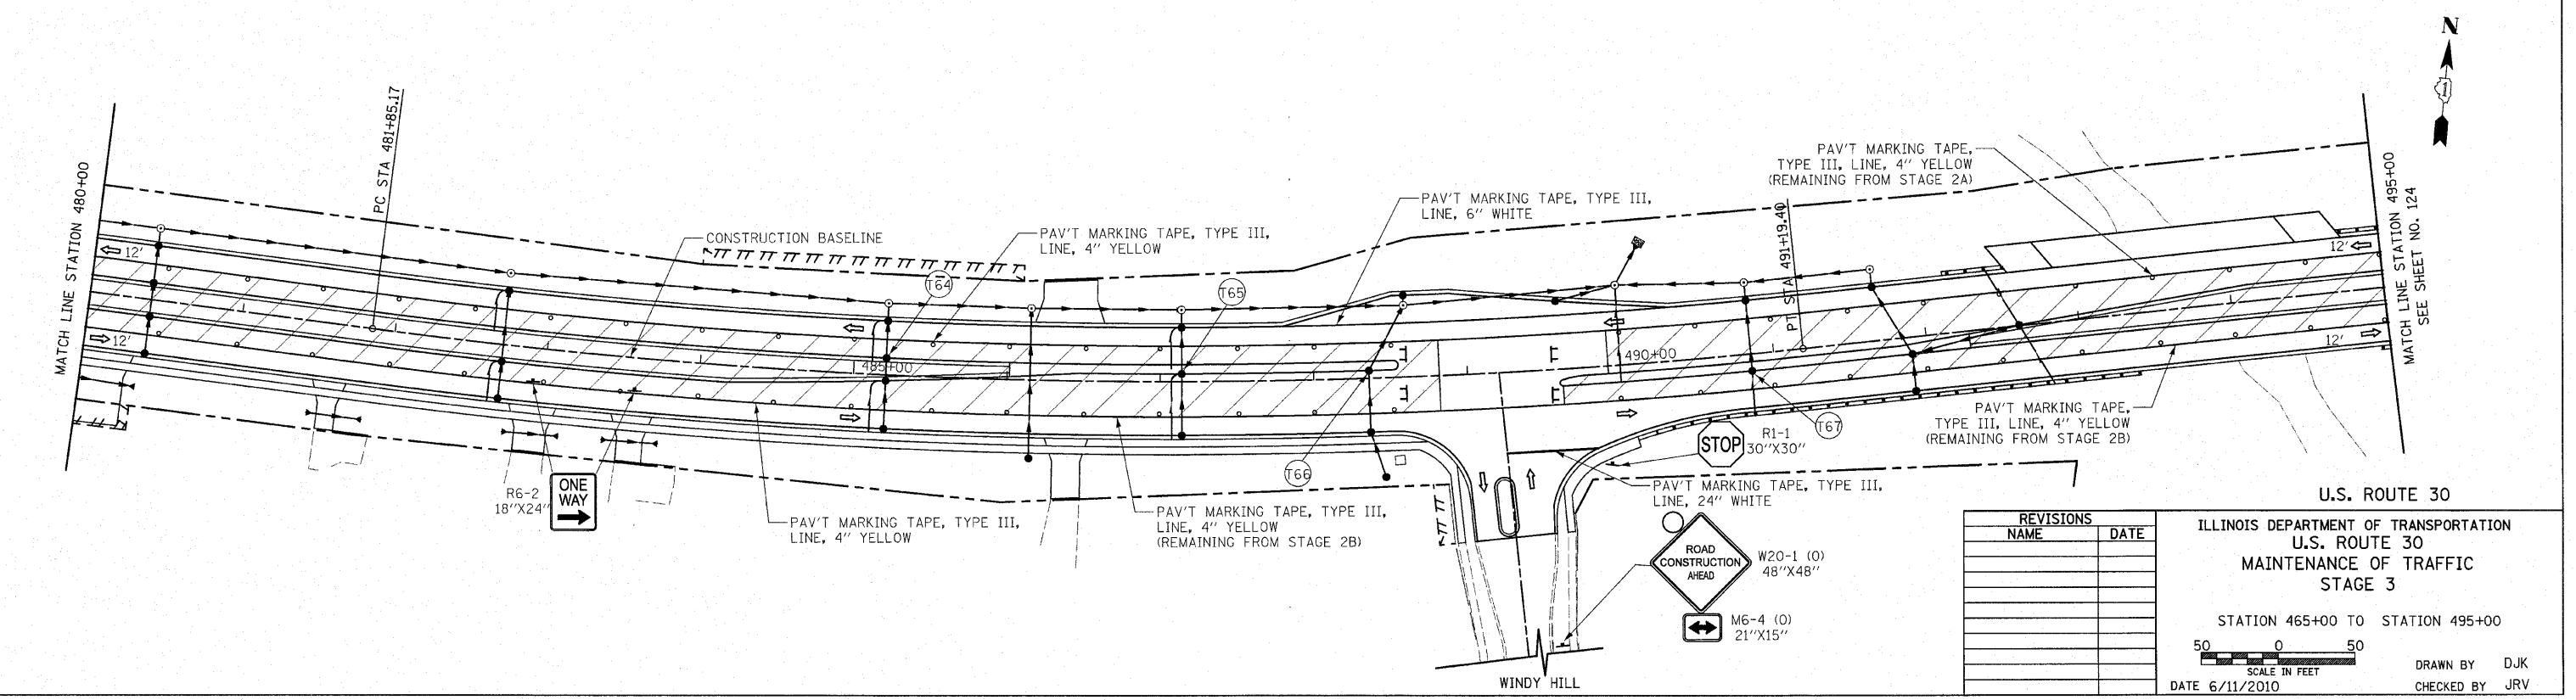 N
MATCH LINE STATION 480+00
PC STA 481+85.17
12'
12'
CONSTRUCTION BASELINE
PAV'T MARKING TAPE, TYPE III,
LINE, 4" YELLOW
T64
T65
PAV'T MARKING TAPE, TYPE III,
LINE, 6" WHITE
PT STA 491+19.40
PAV'T MARKING TAPE,
TYPE III, LINE, 4" YELLOW
(REMAINING FROM STAGE 2A)
12'
12'
MATCH LINE STATION 495+00
SEE SHEET NO. 124
485+00
490+00
R6-2
18"X24"
ONE
WAY
PAV'T MARKING TAPE, TYPE III,
LINE, 4" YELLOW
PAV'T MARKING TAPE, TYPE III,
LINE, 4" YELLOW
(REMAINING FROM STAGE 2B)
T66
STOP
R1-1
30"X30"
T67
PAV'T MARKING TAPE,
TYPE III, LINE, 4" YELLOW
(REMAINING FROM STAGE 2B)
PAV'T MARKING TAPE, TYPE III,
LINE, 24" WHITE
ROAD
CONSTRUCTION
AHEAD
W20-1 (O)
48"X48"
M6-4 (O)
21"X15"
WINDY HILL
U.S. ROUTE 30
REVISIONS
NAME DATE
ILLINOIS DEPARTMENT OF TRANSPORTATION
U.S. ROUTE 30
MAINTENANCE OF TRAFFIC
STAGE 3
STATION 465+00 TO STATION 495+00
50 0 50
SCALE IN FEET
DATE 6/11/2010
DRAWN BY DJK
CHECKED BY JRV